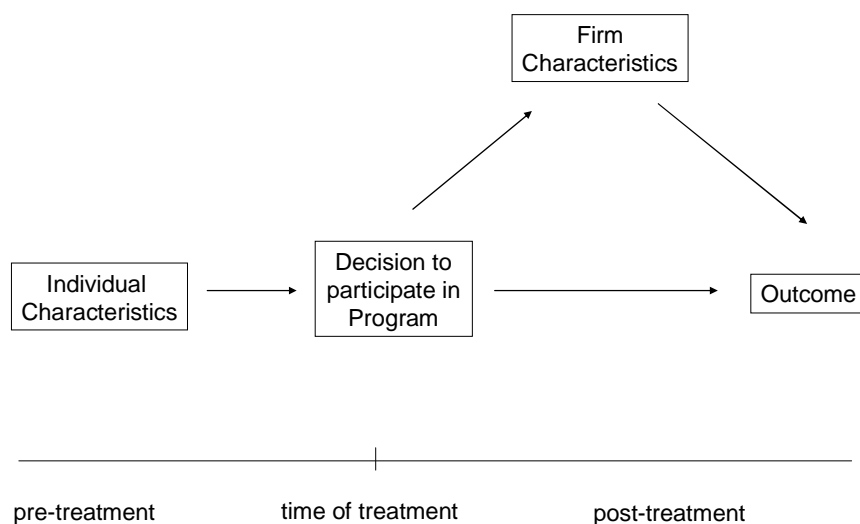 Firm
Characteristics
Individual
Characteristics
Decision to
participate in
Program
Outcome
pre-treatment
time of treatment
post-treatment